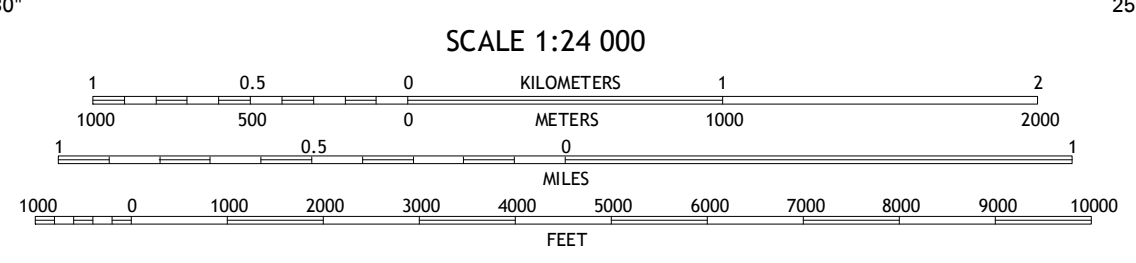 30" 25
SCALE 1:24 000
1 0.5 0 KILOMETERS 1 2
1000 500 0 METERS 1000 2000
1 0.5 0 1
MILES
1000 0 1000 2000 3000 4000 5000 6000 7000 8000 9000 10000
FEET